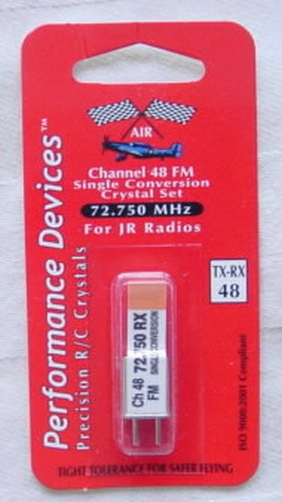 AIR
Channel 48 FM
Single Conversion
Crystal Set
72.750 MHz
For JR Radios
Performance Devices™
Precision R/C Crystals
TX-RX
48
Ch 48 72.750 RX
FM SINGLE CONVERSION
ISO 9000:2001 Compliant
TIGHT TOLERANCE FOR SAFER FLYING